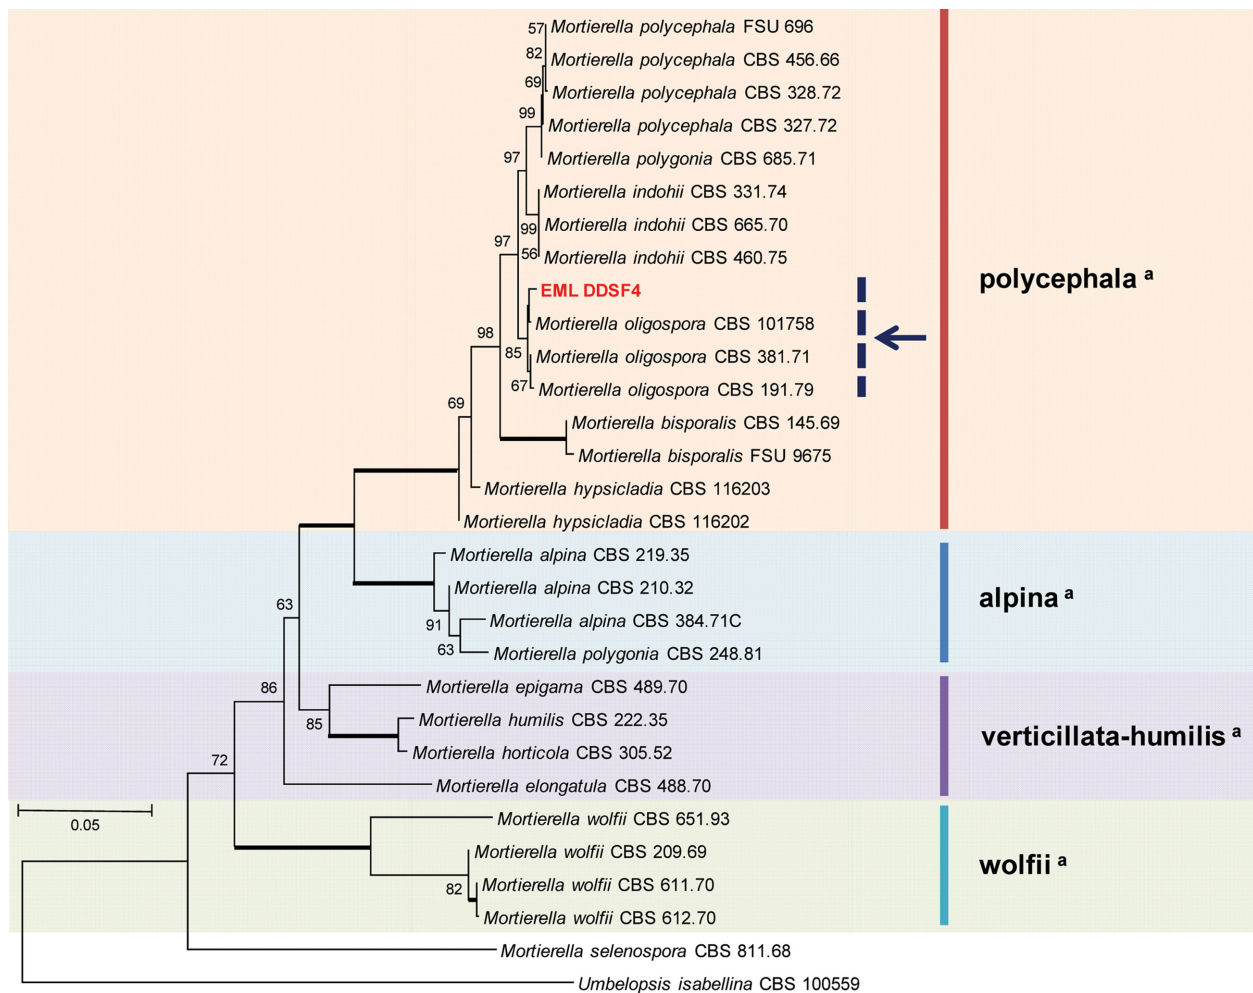 57
Mortierella polycephala FSU 696
82
Mortierella polycephala CBS 456.66
69
Mortierella polycephala CBS 328.72
99
Mortierella polycephala CBS 327.72
97
Mortierella polygonia CBS 685.71
Mortierella indohii CBS 331.74
99
Mortierella indohii CBS 665.70
97
56
Mortierella indohii CBS 460.75
polycephala a
EML DDSF4
Mortierella oligospora CBS 101758
98
85
Mortierella oligospora CBS 381.71
67
Mortierella oligospora CBS 191.79
69
Mortierella bisporalis CBS 145.69
Mortierella bisporalis FSU 9675
Mortierella hypsicladia CBS 116203
Mortierella hypsicladia CBS 116202
Mortierella alpina CBS 219.35
Mortierella alpina CBS 210.32
alpina a
63
91
Mortierella alpina CBS 384.71C
63
Mortierella polygonia CBS 248.81
86
Mortierella epigama CBS 489.70
85
Mortierella humilis CBS 222.35
verticillata-humilis a
Mortierella horticola CBS 305.52
72
Mortierella elongatula CBS 488.70
0.05
Mortierella wolfii CBS 651.93
Mortierella wolfii CBS 209.69
wolfii a
82
Mortierella wolfii CBS 611.70
Mortierella wolfii CBS 612.70
Mortierella selenospora CBS 811.68
Umbelopsis isabellina CBS 100559